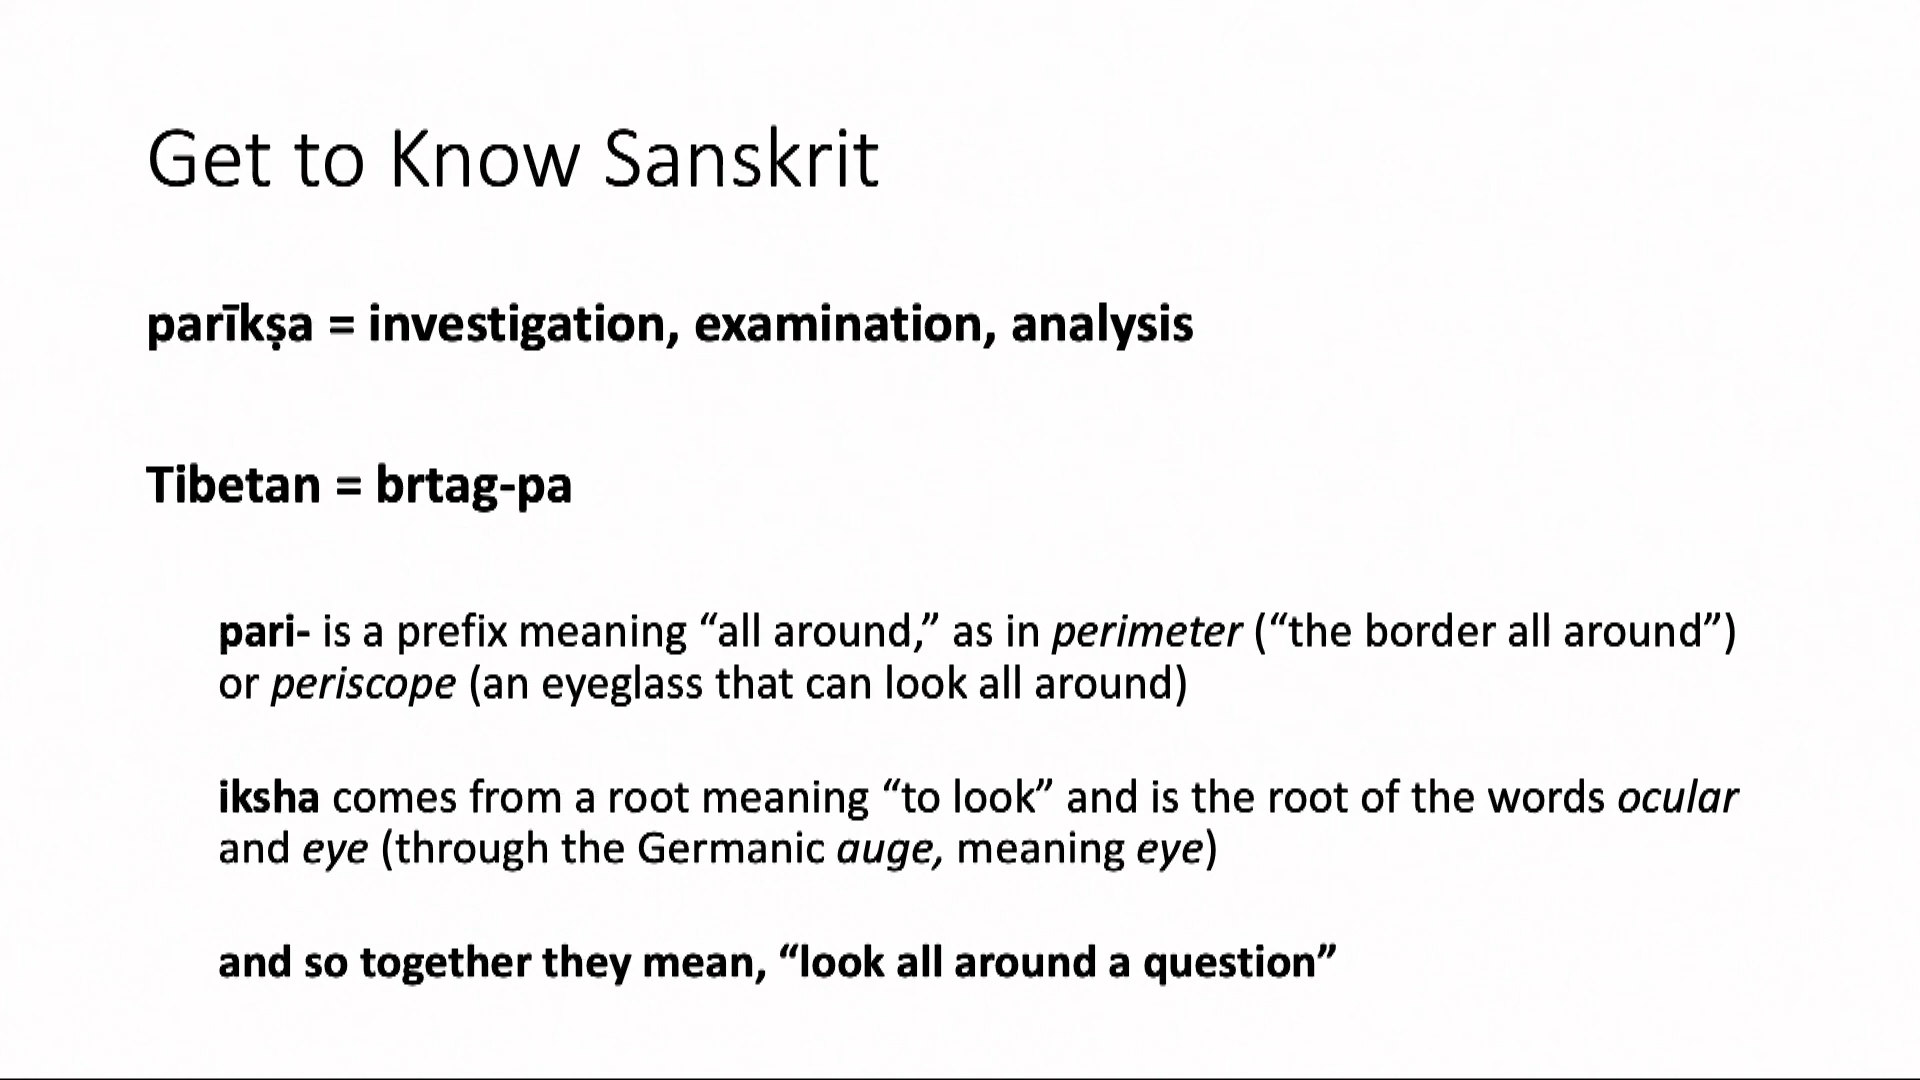 Get to Know Sanskrit
parīkṣa = investigation, examination, analysis
Tibetan = brtag-pa
pari- is a prefix meaning “all around,” as in perimeter (“the border all around”)
or periscope (an eyeglass that can look all around)
iksha comes from a root meaning “to look” and is the root of the words ocular
and eye (through the Germanic auge, meaning eye)
and so together they mean, “look all around a question”